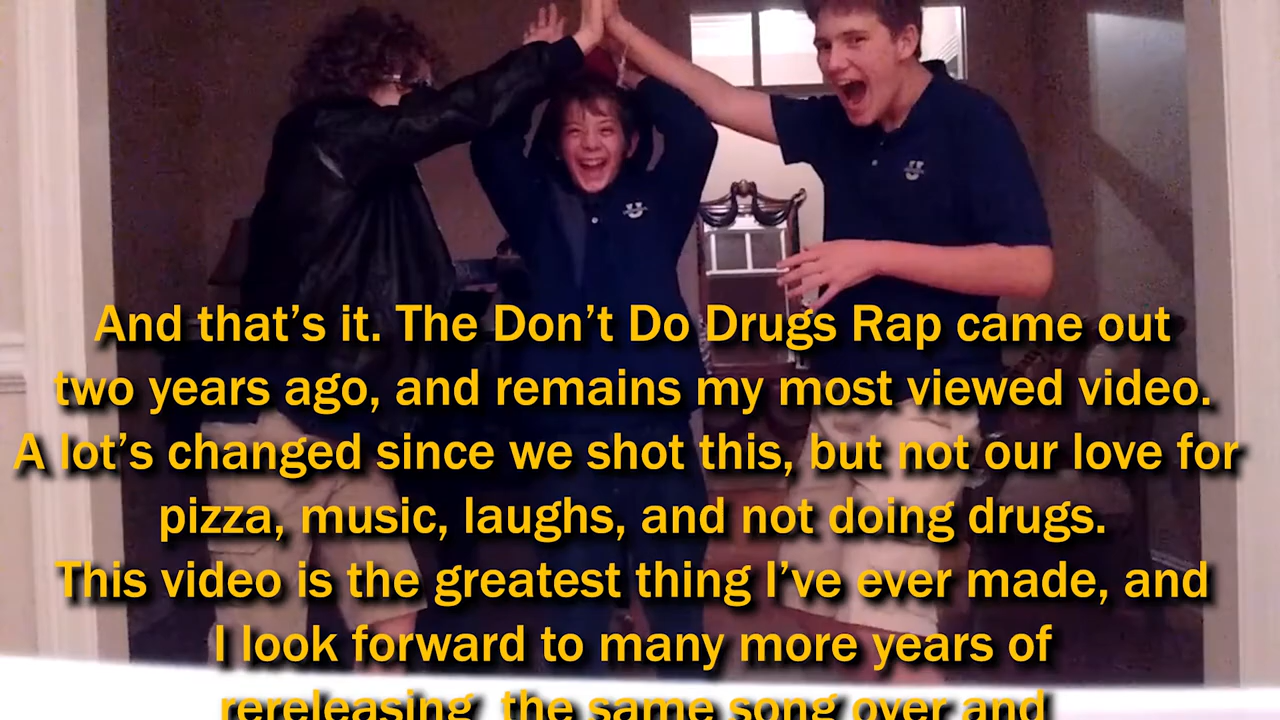 And that's it. The Don't Do Drugs Rap came out
two years ago, and remains my most viewed video.
A lot's changed since we shot this, but not our love for
pizza, music, laughs, and not doing drugs.
This video is the greatest thing I've ever made, and
I look forward to many more years of
rereleasing the same song over and